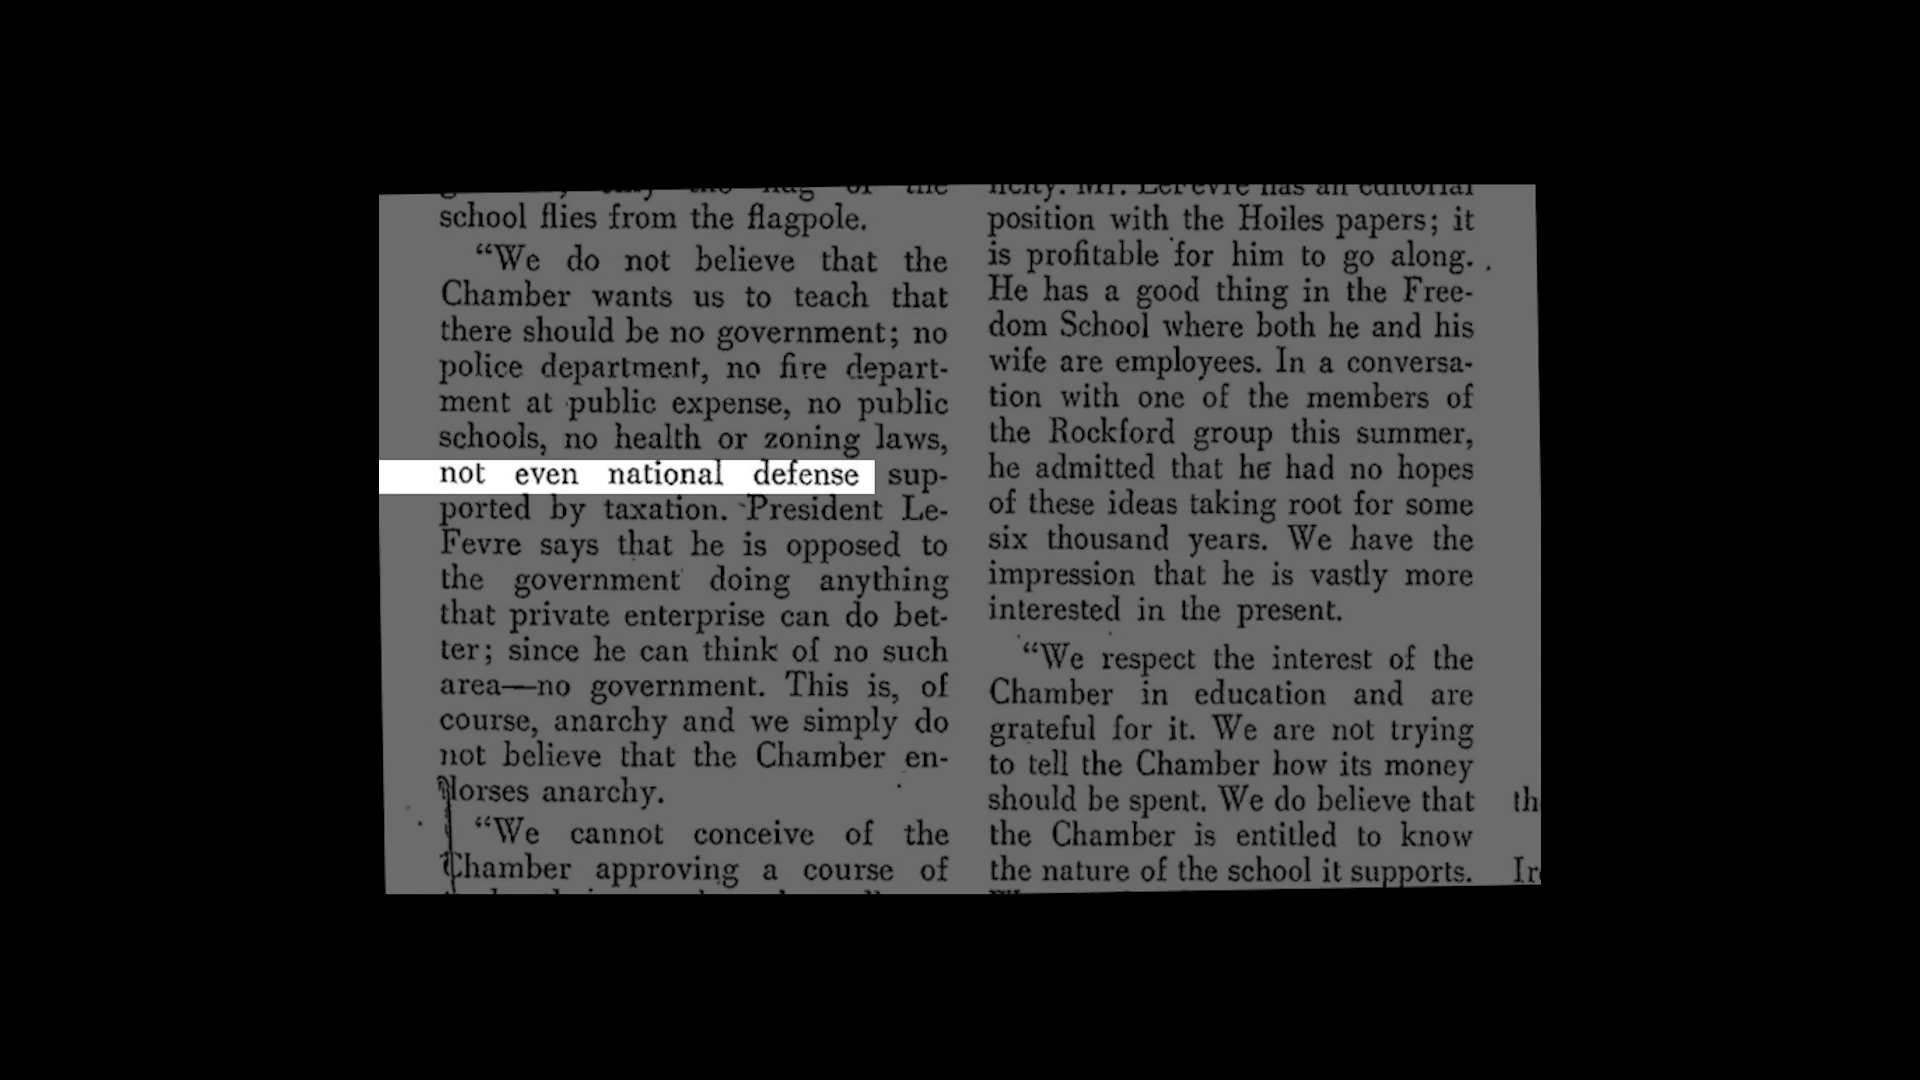 school flies from the flagpole.
“We do not believe that the
Chamber wants us to teach that
there should be no government; no
police department, no fire depart-
ment at public expense, no public
schools, no health or zoning laws,
not even national defense sup-
ported by taxation. President Le-
Fevre says that he is opposed to
the government doing anything
that private enterprise can do bet-
ter; since he can think of no such
area—no government. This is, of
course, anarchy and we simply do
not believe that the Chamber en-
dorses anarchy.
“We cannot conceive of the
Chamber approving a course of
Mr. LeFevre has an editorial
position with the Hoiles papers; it
is profitable for him to go along.
He has a good thing in the Free-
dom School where both he and his
wife are employees. In a conversa-
tion with one of the members of
the Rockford group this summer,
he admitted that he had no hopes
of these ideas taking root for some
six thousand years. We have the
impression that he is vastly more
interested in the present.
“We respect the interest of the
Chamber in education and are
grateful for it. We are not trying
to tell the Chamber how its money
should be spent. We do believe that
the Chamber is entitled to know
the nature of the school it supports.